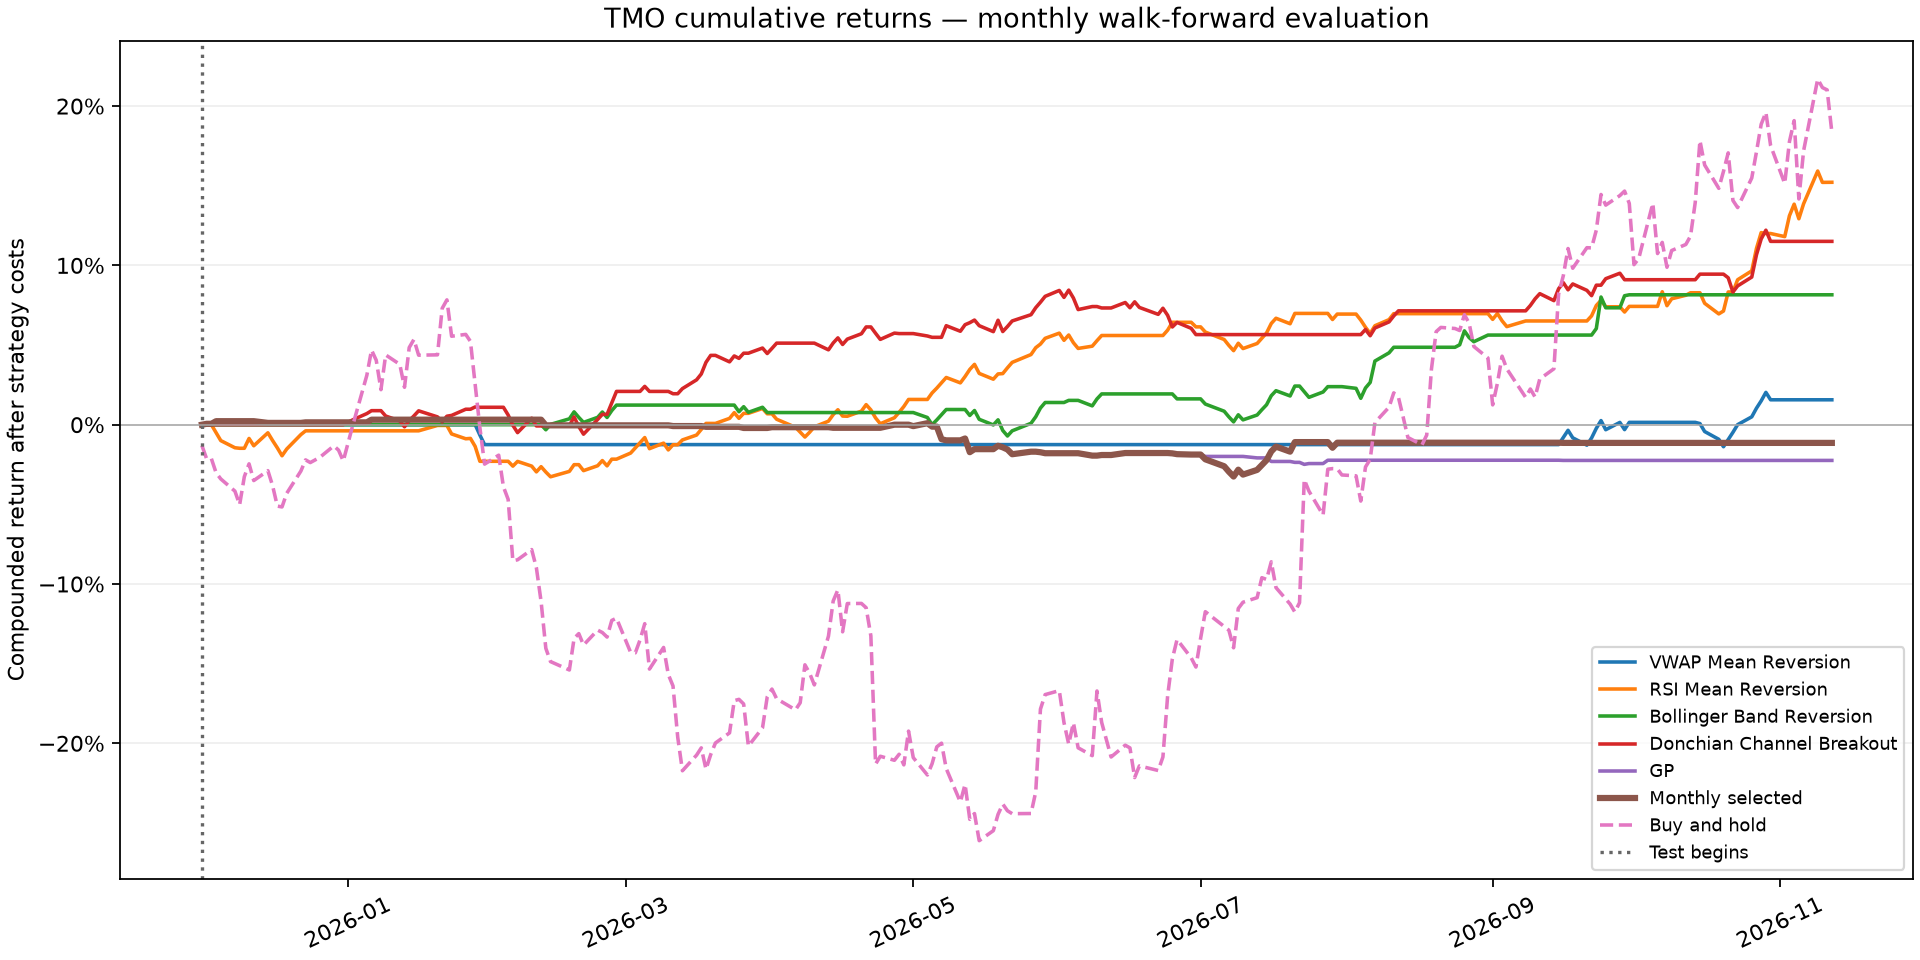 TMO cumulative returns — monthly walk-forward evaluation
Compounded return after strategy costs
20%
10%
0%
−10%
−20%
2026-01
2026-03
2026-05
2026-07
2026-09
2026-11
VWAP Mean Reversion
RSI Mean Reversion
Bollinger Band Reversion
Donchian Channel Breakout
GP
Monthly selected
Buy and hold
Test begins